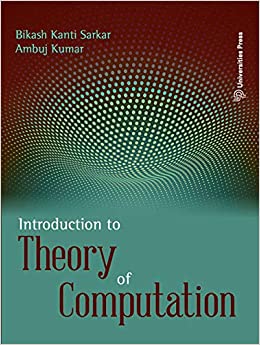 Bikash Kanti Sarkar
Ambuj Kumar
Universities Press
Introduction to
Theory
of
Computation